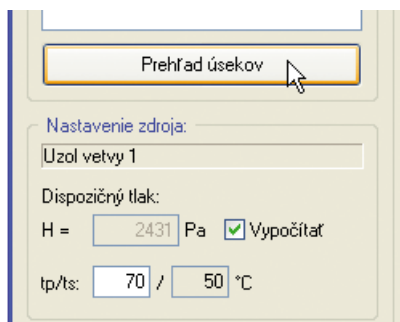 Prehľad úsekov
Nastavenie zdroja:
Uzol vetvy 1
Dispozičný tlak:
H = 2431 Pa Vypočítať
tp/ts: 70 / 50 °C